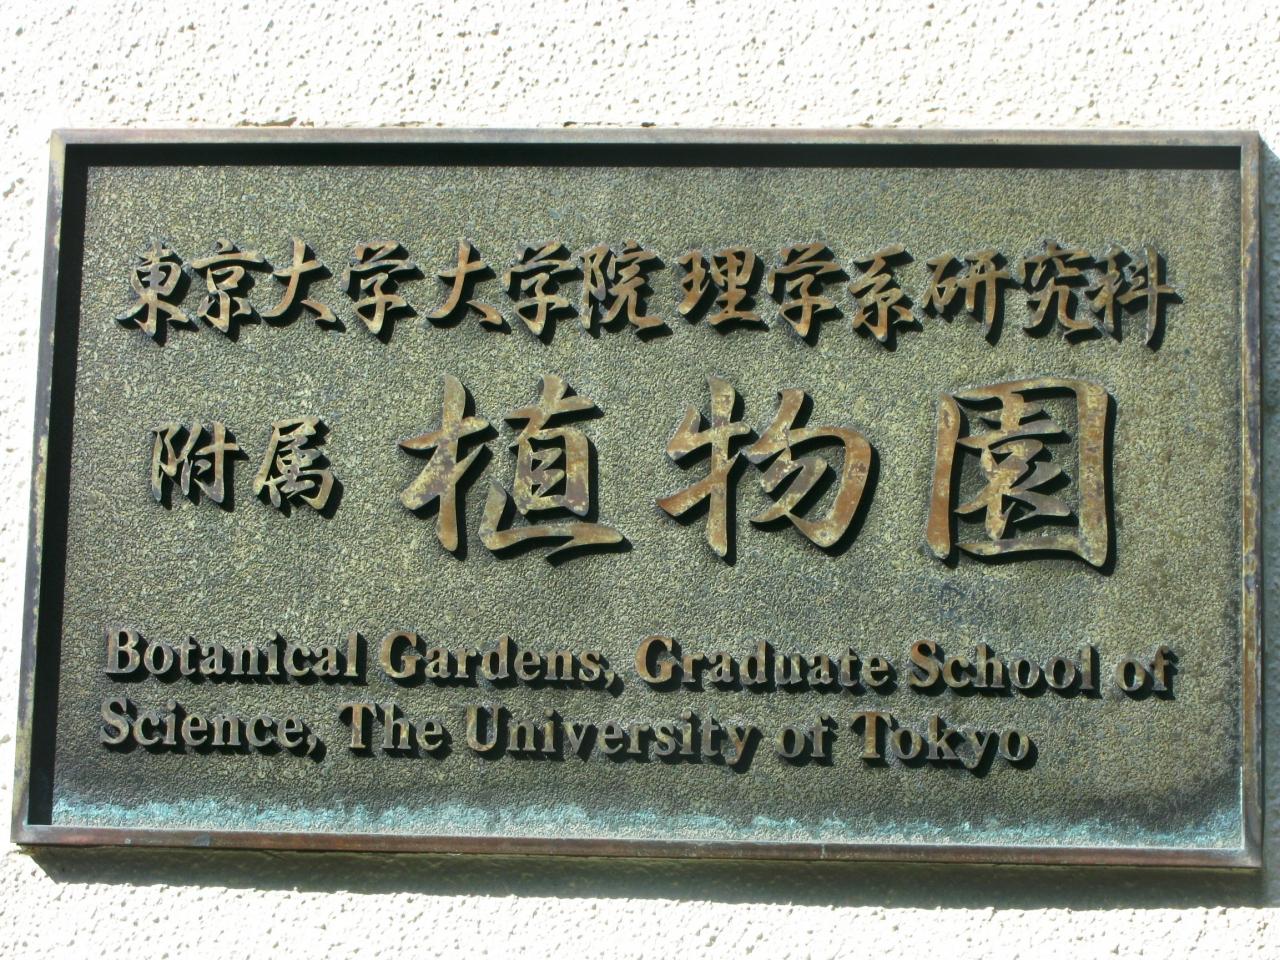 東京大学大学院理学系研究科
附属 植物園
Botanical Gardens, Graduate School of
Science, The University of Tokyo